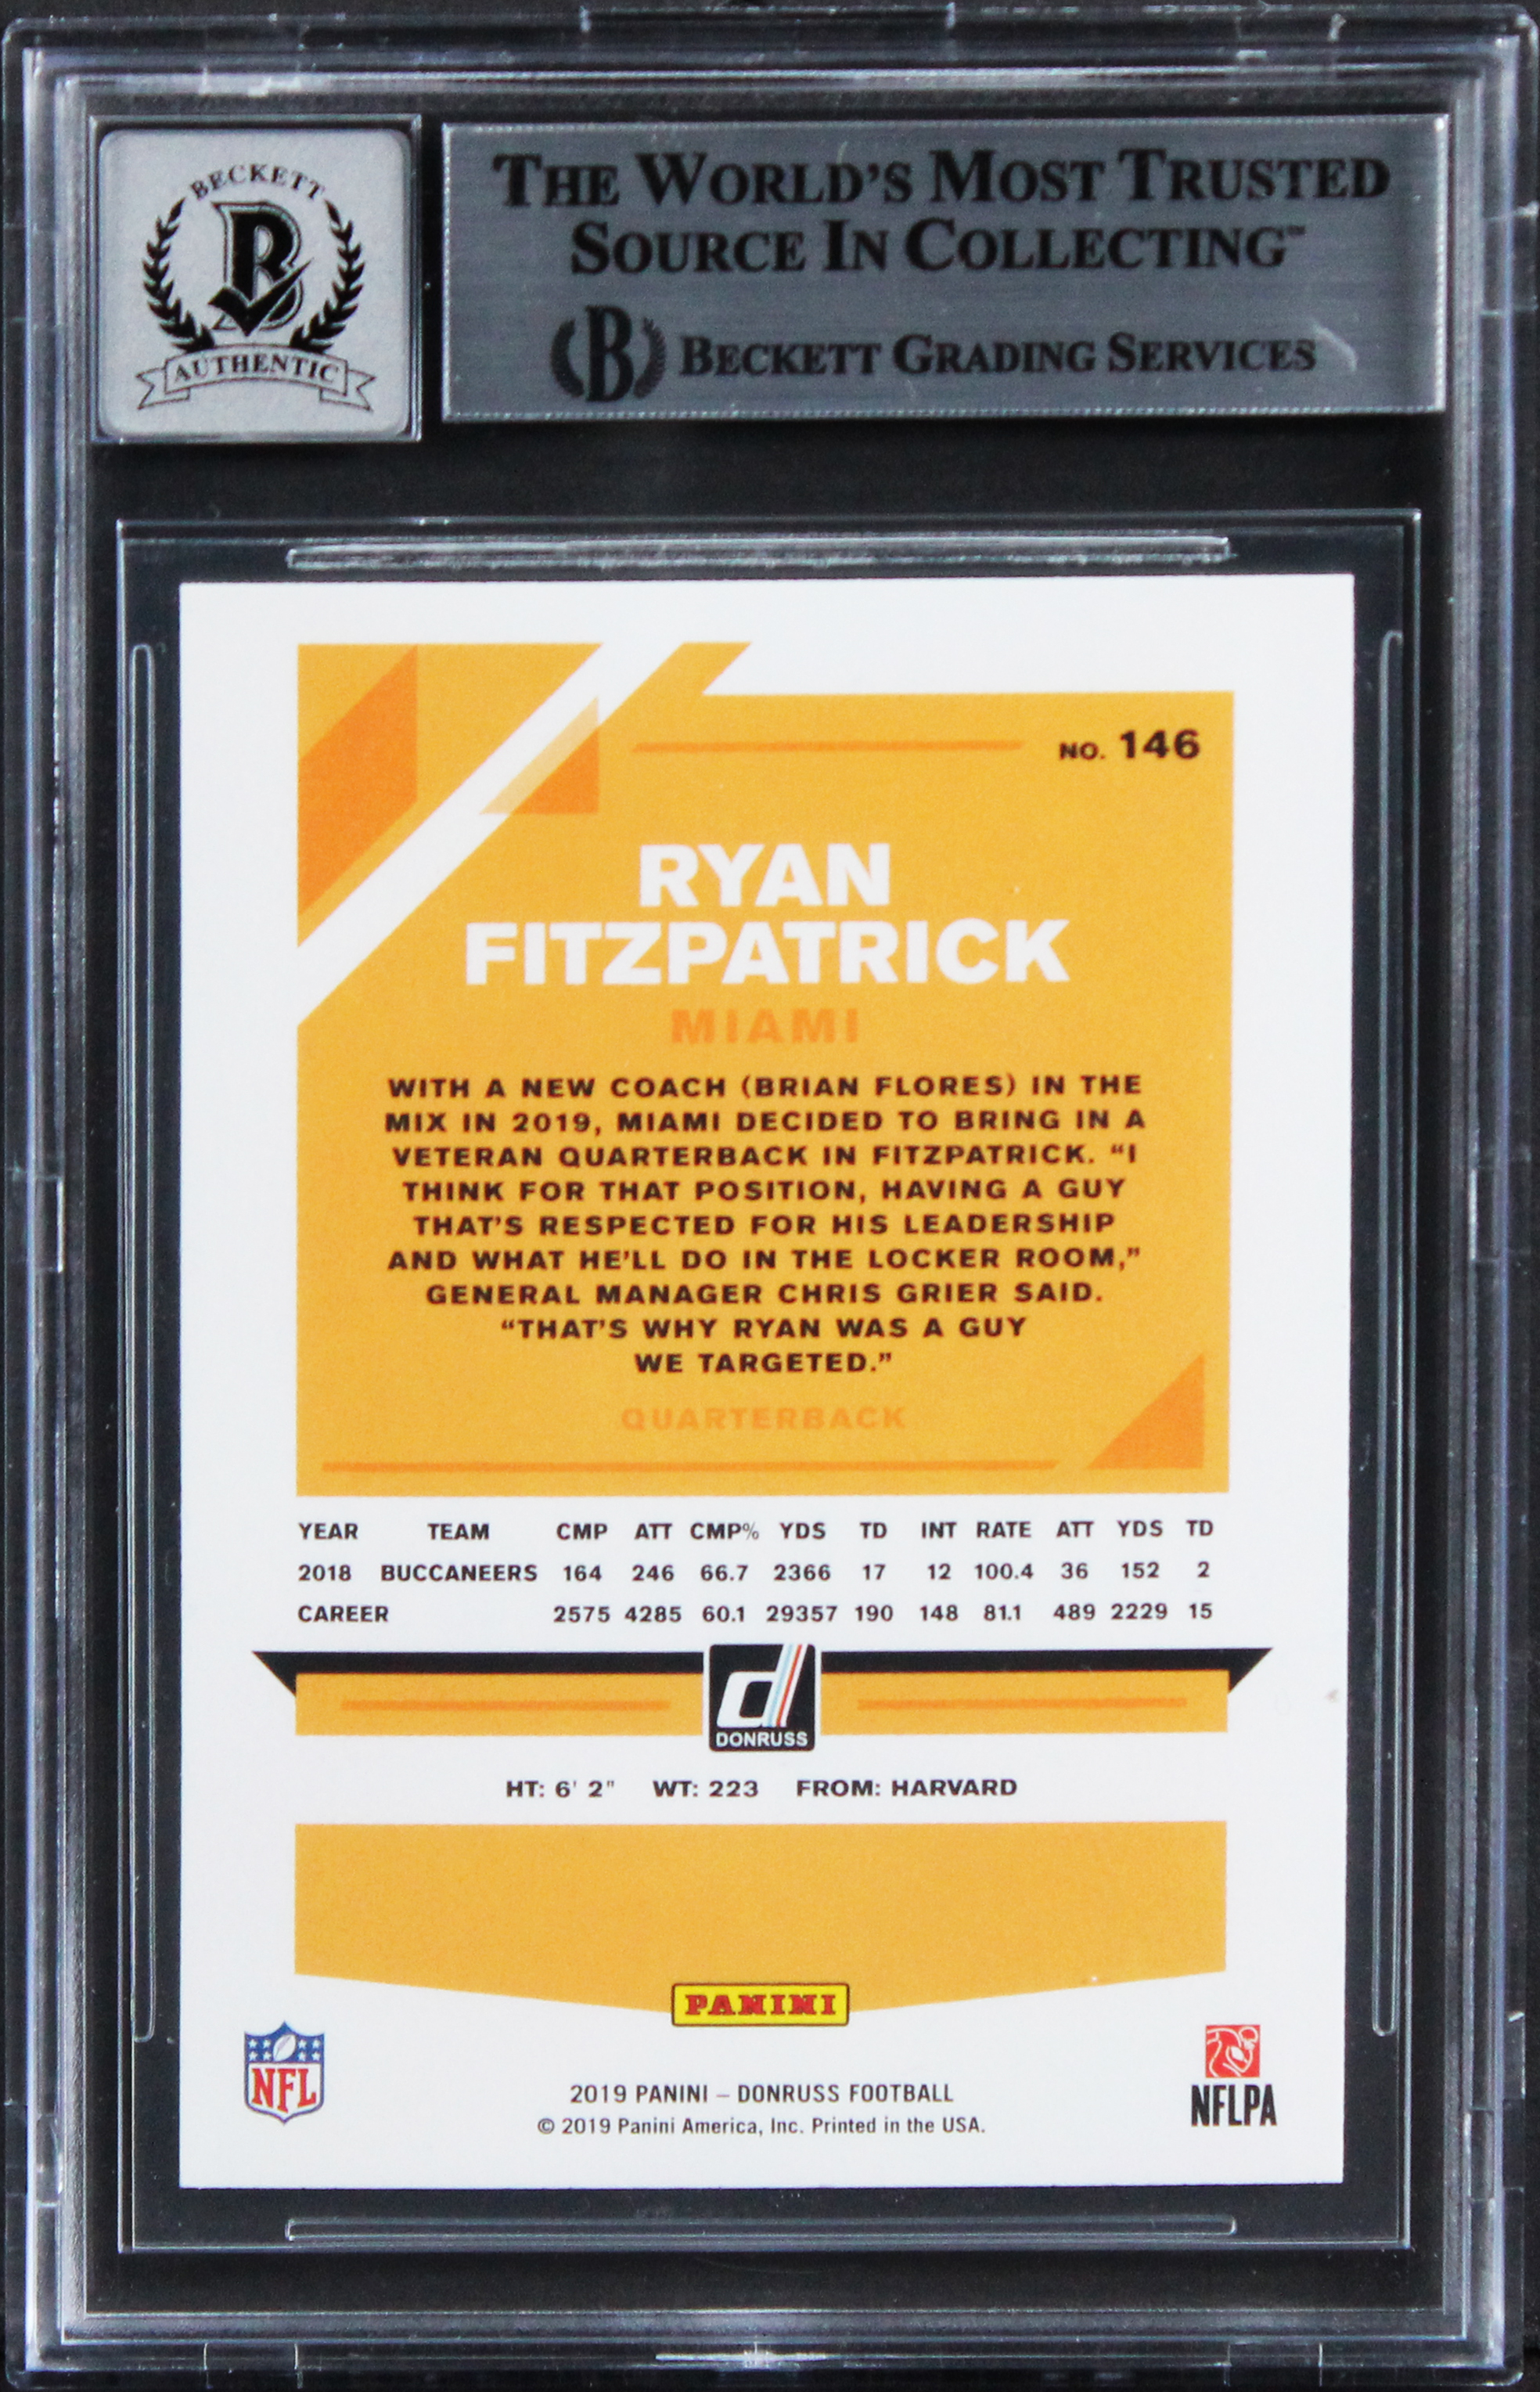 BECKETT
B
AUTHENTIC
THE WORLD'S MOST TRUSTED
SOURCE IN COLLECTING™
B BECKETT GRADING SERVICES
NO. 146
RYAN
FITZPATRICK
MIAMI
WITH A NEW COACH (BRIAN FLORES) IN THE
MIX IN 2019, MIAMI DECIDED TO BRING IN A
VETERAN QUARTERBACK IN FITZPATRICK. “I
THINK FOR THAT POSITION, HAVING A GUY
THAT’S RESPECTED FOR HIS LEADERSHIP
AND WHAT HE’LL DO IN THE LOCKER ROOM,”
GENERAL MANAGER CHRIS GRIER SAID.
“THAT’S WHY RYAN WAS A GUY
WE TARGETED.”
QUARTERBACK
YEAR TEAM CMP ATT CMP% YDS TD INT RATE ATT YDS TD
2018 BUCCANEERS 164 246 66.7 2366 17 12 100.4 36 152 2
CAREER 2575 4285 60.1 29357 190 148 81.1 489 2229 15
d
DONRUSS
HT: 6' 2" WT: 223 FROM: HARVARD
PANINI
NFL
NFLPA
2019 PANINI – DONRUSS FOOTBALL
© 2019 Panini America, Inc. Printed in the USA.